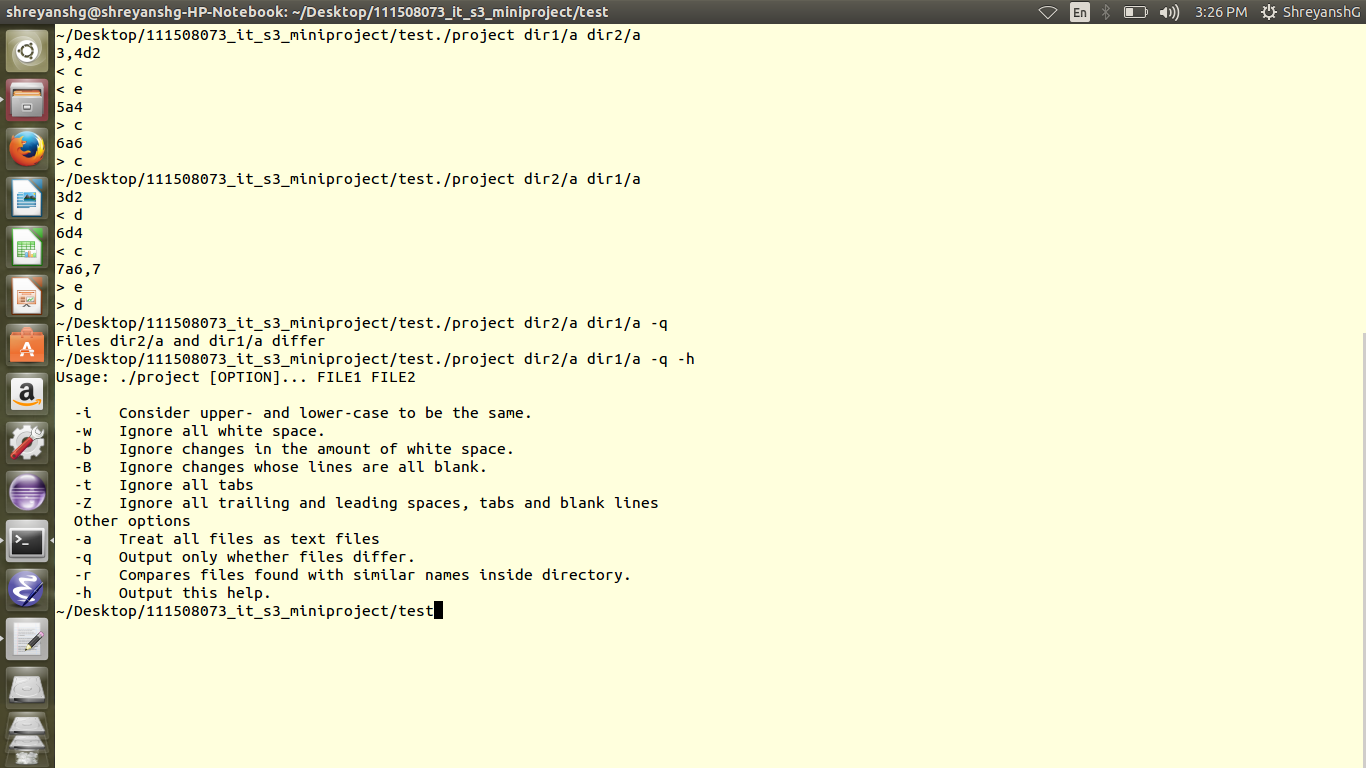 shreyanshg@shreyanshg-HP-Notebook: ~/Desktop/111508073_it_s3_miniproject/test
En
3:26 PM
ShreyanshG
~/Desktop/111508073_it_s3_miniproject/test./project dir1/a dir2/a
3,4d2
< c
< e
5a4
> c
6a6
> c
~/Desktop/111508073_it_s3_miniproject/test./project dir2/a dir1/a
3d2
< d
6d4
< c
7a6,7
> e
> d
~/Desktop/111508073_it_s3_miniproject/test./project dir2/a dir1/a -q
Files dir2/a and dir1/a differ
~/Desktop/111508073_it_s3_miniproject/test./project dir2/a dir1/a -q -h
Usage: ./project [OPTION]... FILE1 FILE2
-i   Consider upper- and lower-case to be the same.
-w   Ignore all white space.
-b   Ignore changes in the amount of white space.
-B   Ignore changes whose lines are all blank.
-t   Ignore all tabs
-Z   Ignore all trailing and leading spaces, tabs and blank lines
Other options
-a   Treat all files as text files
-q   Output only whether files differ.
-r   Compares files found with similar names inside directory.
-h   Output this help.
~/Desktop/111508073_it_s3_miniproject/test